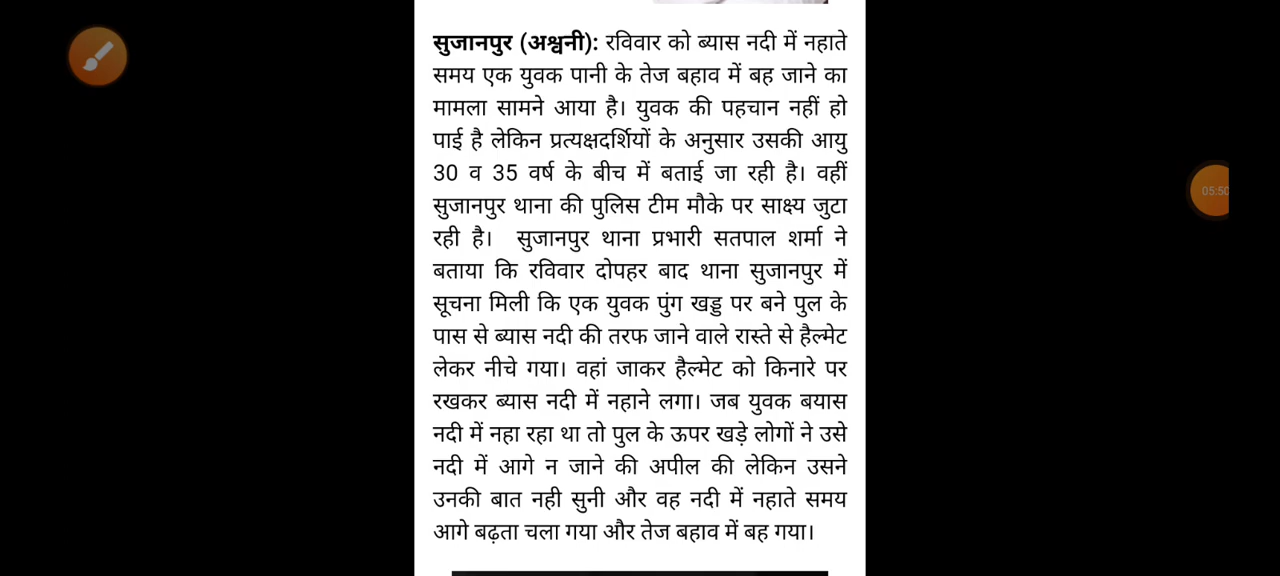 सुजानपुर (अश्वनी): रविवार को ब्यास नदी में नहाते
समय एक युवक पानी के तेज बहाव में बह जाने का
मामला सामने आया है। युवक की पहचान नहीं हो
पाई है लेकिन प्रत्यक्षदर्शियों के अनुसार उसकी आयु
30 व 35 वर्ष के बीच में बताई जा रही है। वहीं
सुजानपुर थाना की पुलिस टीम मौके पर साक्ष्य जुटा
रही है। सुजानपुर थाना प्रभारी सतपाल शर्मा ने
बताया कि रविवार दोपहर बाद थाना सुजानपुर में
सूचना मिली कि एक युवक पुंग खड्ड पर बने पुल के
पास से ब्यास नदी की तरफ जाने वाले रास्ते से हैल्मेट
लेकर नीचे गया। वहां जाकर हैल्मेट को किनारे पर
रखकर ब्यास नदी में नहाने लगा। जब युवक बयास
नदी में नहा रहा था तो पुल के ऊपर खड़े लोगों ने उसे
नदी में आगे न जाने की अपील की लेकिन उसने
उनकी बात नही सुनी और वह नदी में नहाते समय
आगे बढ़ता चला गया और तेज बहाव में बह गया।
05:50